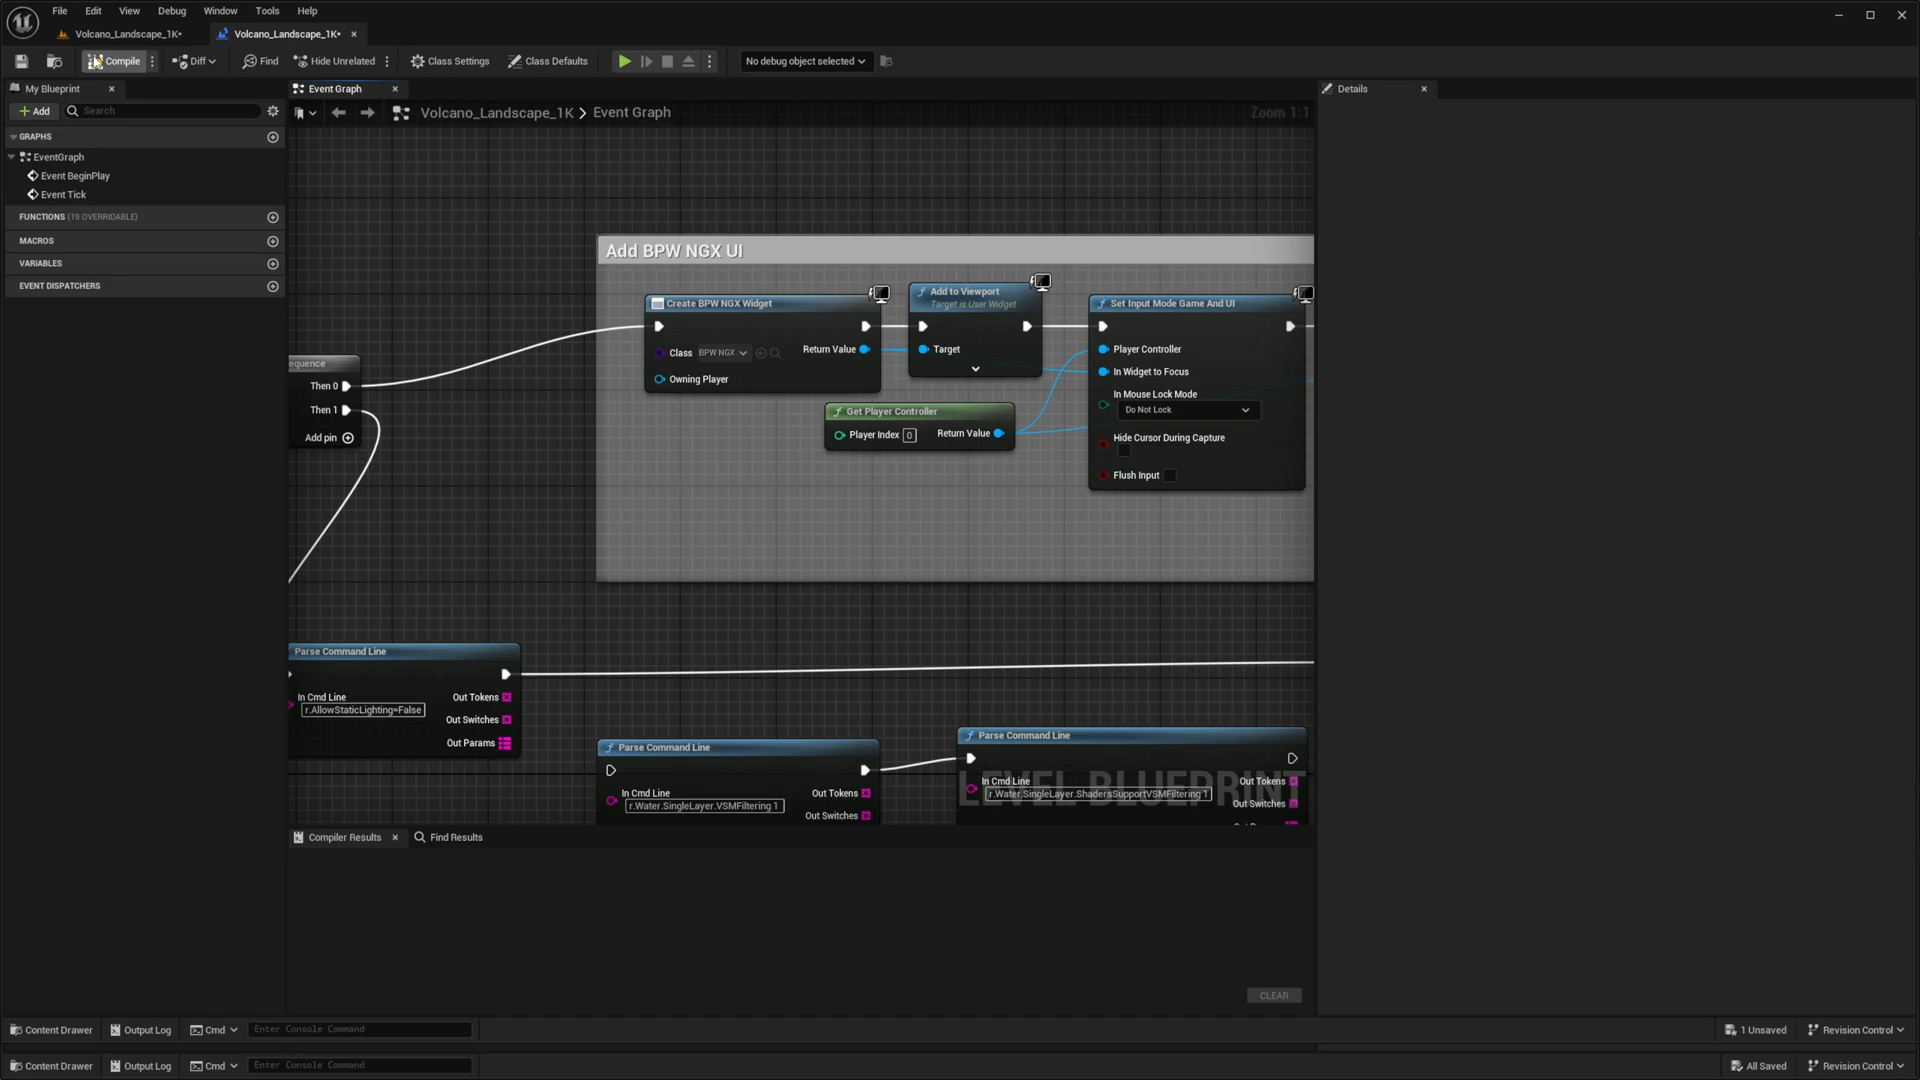 File Edit View Debug Window Tools Help
Volcano_Landscape_1K• Volcano_Landscape_1K•
Compile Diff Find Hide Unrelated Class Settings Class Defaults No debug object selected
My Blueprint
Event Graph
Details
Add Search
Volcano_Landscape_1K > Event Graph
Zoom 1:1
GRAPHS
EventGraph
Event BeginPlay
Event Tick
FUNCTIONS (19 OVERRIDABLE)
MACROS
VARIABLES
EVENT DISPATCHERS
Add BPW NGX UI
Create BPW NGX Widget
Class BPW NGX Return Value
Owning Player
Add to Viewport
Target is User Widget
Target
Set Input Mode Game And UI
Player Controller
In Widget to Focus
In Mouse Lock Mode
Do Not Lock
Hide Cursor During Capture
Flush Input
Get Player Controller
Player Index 0 Return Value
equence
Then 0
Then 1
Add pin
Parse Command Line
In Cmd Line Out Tokens
r.AllowStaticLighting=False
Out Switches
Out Params
Parse Command Line
In Cmd Line Out Tokens
r.Water.SingleLayer.VSMFiltering 1
Out Switches
Parse Command Line
In Cmd Line Out Tokens
r.Water.SingleLayer.ShadersSupportVSMFiltering 1
Out Switches
LEVEL BLUEPRINT
Compiler Results Find Results
CLEAR
Content Drawer Output Log Cmd Enter Console Command 1 Unsaved Revision Control
Content Drawer Output Log Cmd Enter Console Command All Saved Revision Control